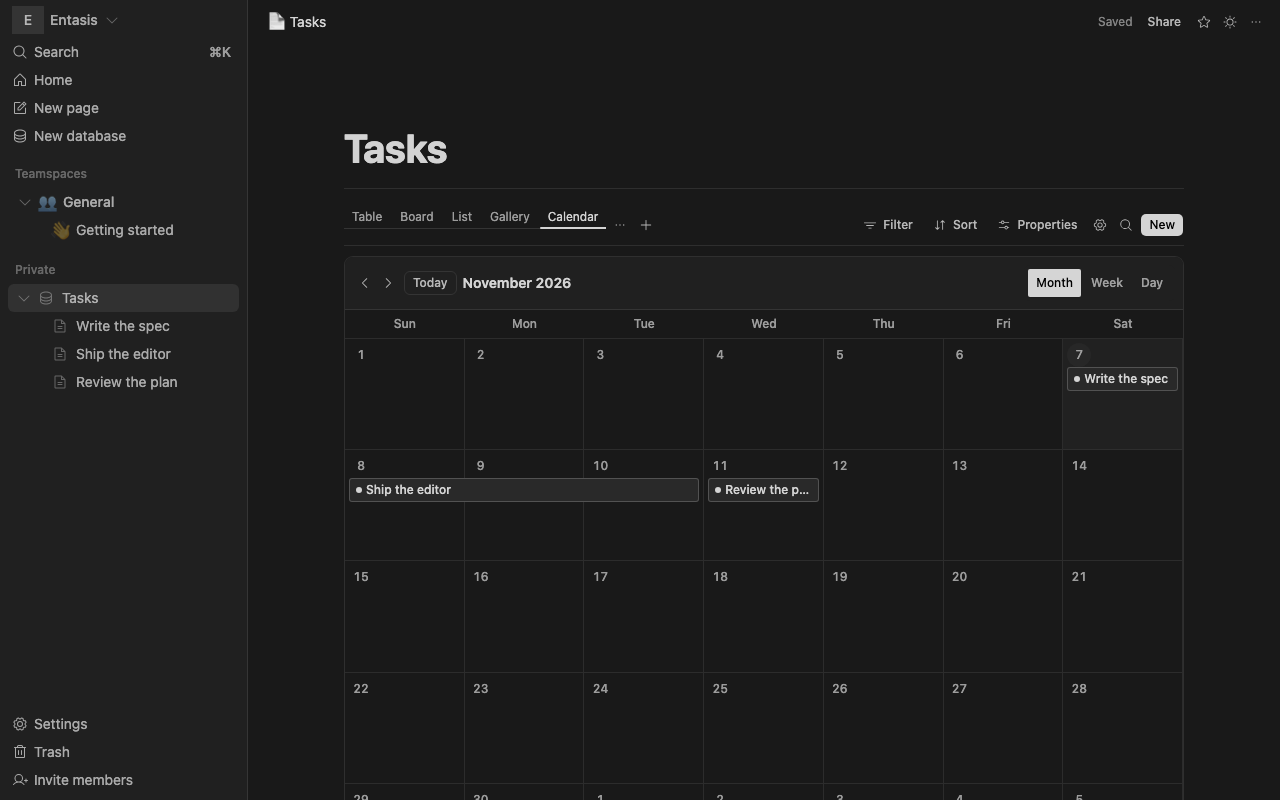 E Entasis
Search ⌘K
Home
New page
New database
Teamspaces
General
Getting started
Private
Tasks
Write the spec
Ship the editor
Review the plan
Settings
Trash
Invite members
Tasks
Saved Share
Tasks
Table Board List Gallery Calendar ... +
Filter Sort Properties New
Today November 2026
Month Week Day
Sun Mon Tue Wed Thu Fri Sat
1 2 3 4 5 6 7
Write the spec
8 9 10 11 12 13 14
Ship the editor Review the p...
15 16 17 18 19 20 21
22 23 24 25 26 27 28
29 30 1 2 3 4 5